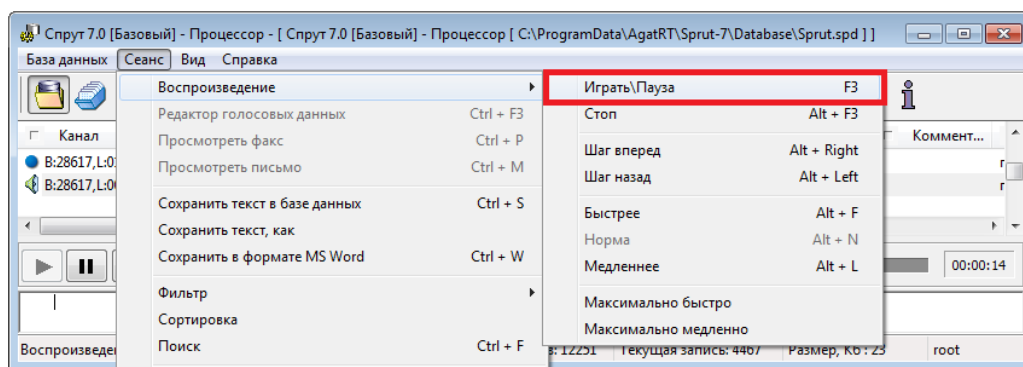 Спрут 7.0 [Базовый] - Процессор - [ Спрут 7.0 [Базовый] - Процессор [ C:\ProgramData\AgatRT\Sprut-7\Database\Sprut.spd ] ]
База данных Сеанс Вид Справка
Воспроизведение
Играть\Пауза F3
Редактор голосовых данных Ctrl + F3
Стоп Alt + F3
Канал
Коммент...
Просмотреть факс Ctrl + P
Шаг вперед Alt + Right
B:28617,L:0
Просмотреть письмо Ctrl + M
Шаг назад Alt + Left
B:28617,L:0
Сохранить текст в базе данных Ctrl + S
Быстрее Alt + F
Сохранить текст, как
Норма Alt + N
Сохранить в формате MS Word Ctrl + W
Медленнее Alt + L
00:00:14
Фильтр
Максимально быстро
Сортировка
Максимально медленно
Поиск Ctrl + F
Воспроизведе
в: 12251 Текущая запись: 4467 Размер, Кб : 23 root